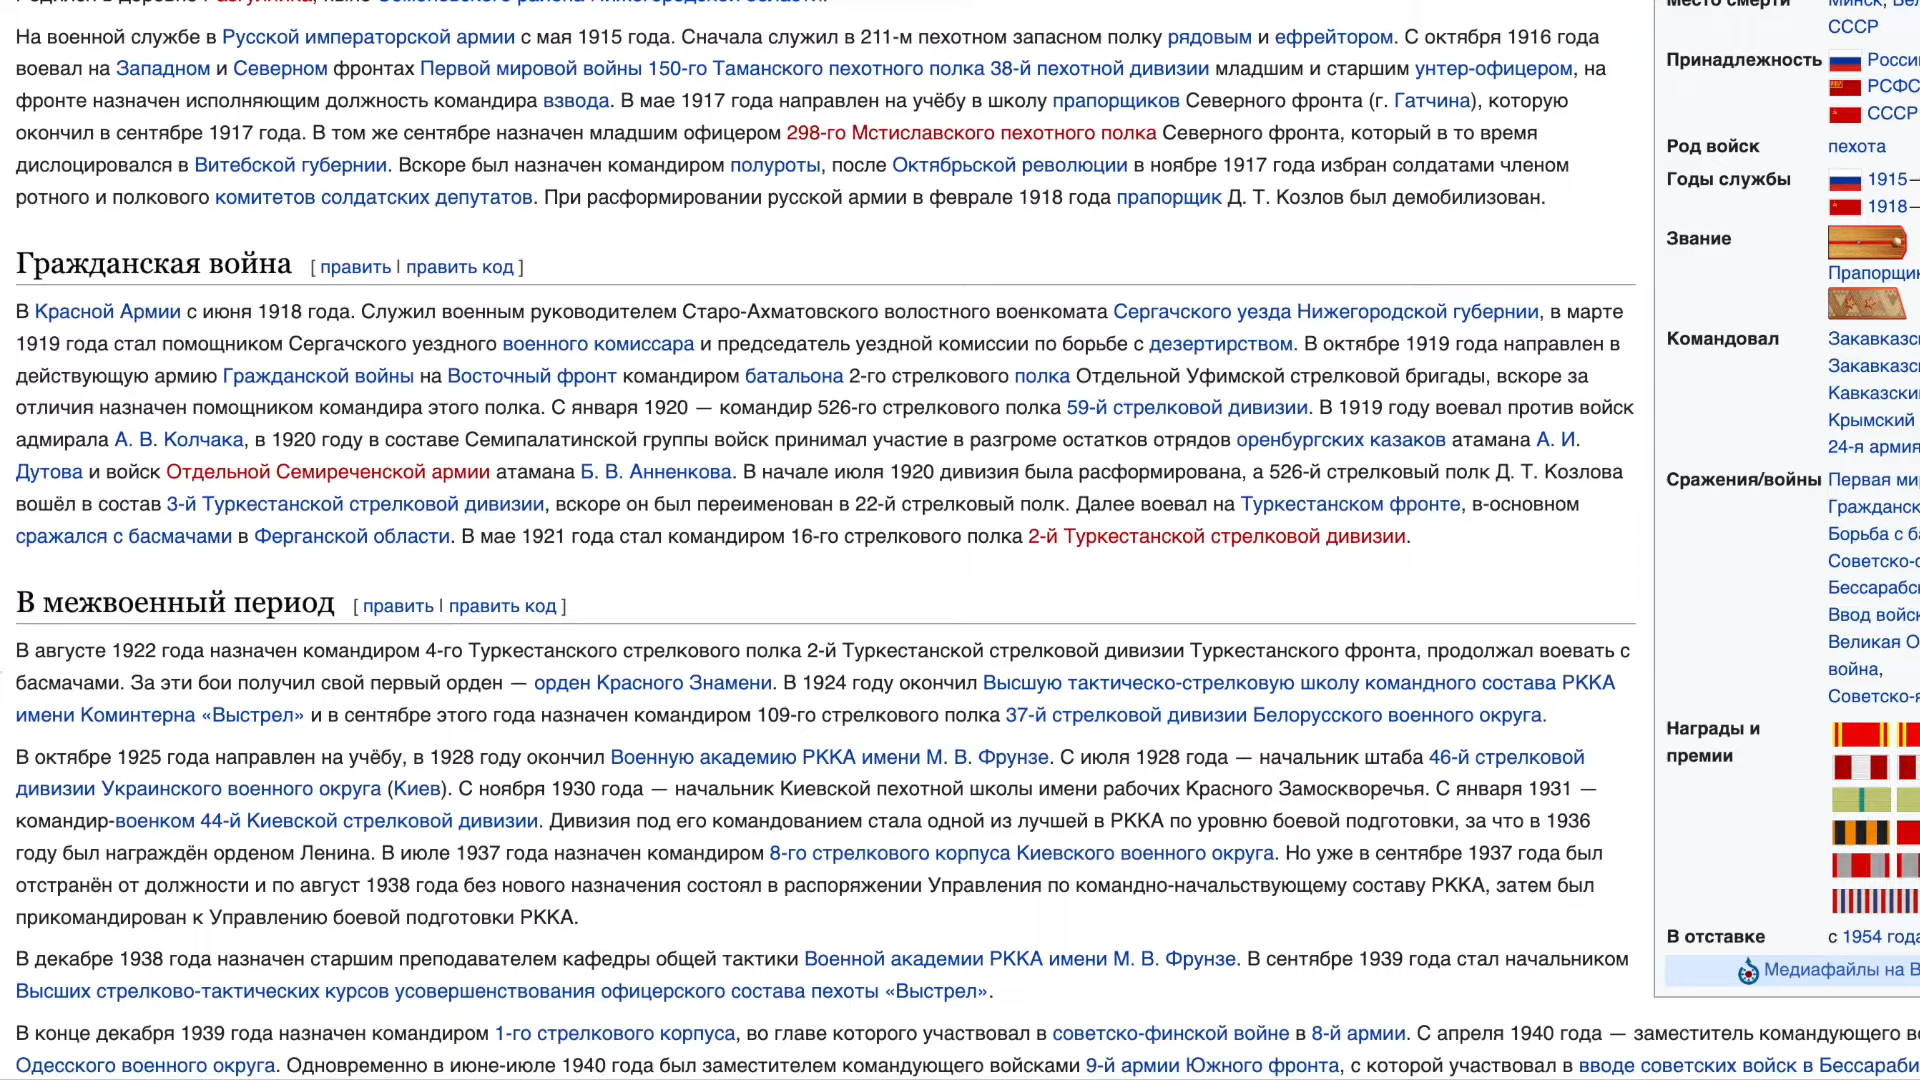 На военной службе в Русской императорской армии с мая 1915 года. Сначала служил в 211-м пехотном запасном полку рядовым и ефрейтором. С октября 1916 года
воевал на Западном и Северном фронтах Первой мировой войны 150-го Таманского пехотного полка 38-й пехотной дивизии младшим и старшим унтер-офицером, на
фронте назначен исполняющим должность командира взвода. В мае 1917 года направлен на учёбу в школу прапорщиков Северного фронта (г. Гатчина), которую
окончил в сентябре 1917 года. В том же сентябре назначен младшим офицером 298-го Мстиславского пехотного полка Северного фронта, который в то время
дислоцировался в Витебской губернии. Вскоре был назначен командиром полуроты, после Октябрьской революции в ноябре 1917 года избран солдатами членом
ротного и полкового комитетов солдатских депутатов. При расформировании русской армии в феврале 1918 года прапорщик Д. Т. Козлов был демобилизован.
Гражданская война [ править | править код ]
В Красной Армии с июня 1918 года. Служил военным руководителем Старо-Ахматовского волостного военкомата Сергачского уезда Нижегородской губернии, в марте
1919 года стал помощником Сергачского уездного военного комиссара и председатель уездной комиссии по борьбе с дезертирством. В октябре 1919 года направлен в
действующую армию Гражданской войны на Восточный фронт командиром батальона 2-го стрелкового полка Отдельной Уфимской стрелковой бригады, вскоре за
отличия назначен помощником командира этого полка. С января 1920 — командир 526-го стрелкового полка 59-й стрелковой дивизии. В 1919 году воевал против войск
адмирала А. В. Колчака, в 1920 году в составе Семипалатинской группы войск принимал участие в разгроме остатков отрядов оренбургских казаков атамана А. И.
Дутова и войск Отдельной Семиреченской армии атамана Б. В. Анненкова. В начале июля 1920 дивизия была расформирована, а 526-й стрелковый полк Д. Т. Козлова
вошёл в состав 3-й Туркестанской стрелковой дивизии, вскоре он был переименован в 22-й стрелковый полк. Далее воевал на Туркестанском фронте, в-основном
сражался с басмачами в Ферганской области. В мае 1921 года стал командиром 16-го стрелкового полка 2-й Туркестанской стрелковой дивизии.
В межвоенный период [ править | править код ]
В августе 1922 года назначен командиром 4-го Туркестанского стрелкового полка 2-й Туркестанской стрелковой дивизии Туркестанского фронта, продолжал воевать с
басмачами. За эти бои получил свой первый орден — орден Красного Знамени. В 1924 году окончил Высшую тактическо-стрелковую школу командного состава РККА
имени Коминтерна «Выстрел» и в сентябре этого года назначен командиром 109-го стрелкового полка 37-й стрелковой дивизии Белорусского военного округа.
В октябре 1925 года направлен на учёбу, в 1928 году окончил Военную академию РККА имени М. В. Фрунзе. С июля 1928 года — начальник штаба 46-й стрелковой
дивизии Украинского военного округа (Киев). С ноября 1930 года — начальник Киевской пехотной школы имени рабочих Красного Замоскворечья. С января 1931 —
командир-военком 44-й Киевской стрелковой дивизии. Дивизия под его командованием стала одной из лучшей в РККА по уровню боевой подготовки, за что в 1936
году был награждён орденом Ленина. В июле 1937 года назначен командиром 8-го стрелкового корпуса Киевского военного округа. Но уже в сентябре 1937 года был
отстранён от должности и по август 1938 года без нового назначения состоял в распоряжении Управления по командно-начальствующему составу РККА, затем был
прикомандирован к Управлению боевой подготовки РККА.
В декабре 1938 года назначен старшим преподавателем кафедры общей тактики Военной академии РККА имени М. В. Фрунзе. В сентябре 1939 года стал начальником
Высших стрелково-тактических курсов усовершенствования офицерского состава пехоты «Выстрел».
В конце декабря 1939 года назначен командиром 1-го стрелкового корпуса, во главе которого участвовал в советско-финской войне в 8-й армии. С апреля 1940 года — заместитель командующего
Одесского военного округа. Одновременно в июне-июле 1940 года был заместителем командующего войсками 9-й армии Южного фронта, с которой участвовал в вводе советских войск в
СССР
Принадлежность
СССР
Род войск пехота
Годы службы 1915—
1918—
Звание
Командовал
Крымский
24-я армия
Сражения/войны Первая
Борьба с
Ввод
Великая
война,
Награды и
премии
В отставке с 1954 года
Медиафайлы на